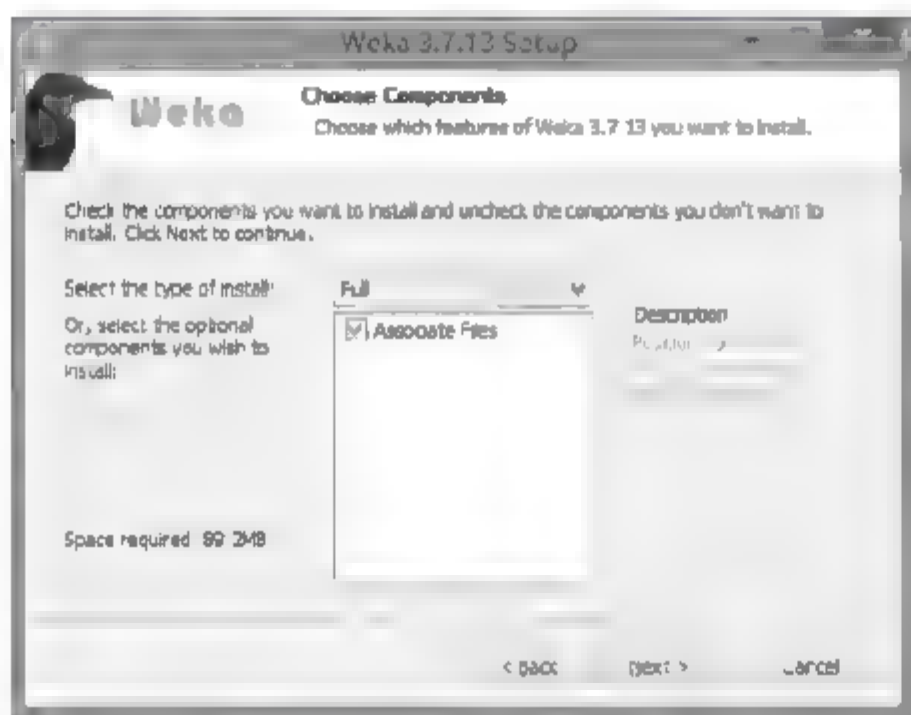 Weka 3.7.13 Setup
Weka
Choose Components
Choose which features of Weka 3.7.13 you want to install.
Check the components you want to install and uncheck the components you don't want to
install. Click Next to continue.
Select the type of install:
Full
Or, select the optional
components you wish to
install:
Associate Files
Description
Space required: 99.2MB
< Back
Next >
Cancel